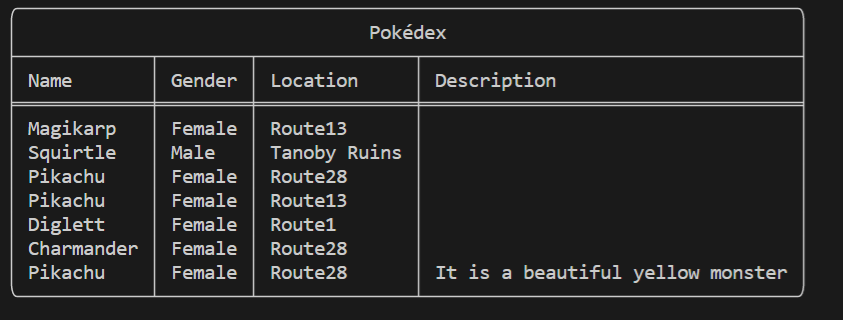 Pokédex
Name Gender Location Description
Magikarp Female Route13
Squirtle Male Tanoby Ruins
Pikachu Female Route28
Pikachu Female Route13
Diglett Female Route1
Charmander Female Route28
Pikachu Female Route28 It is a beautiful yellow monster